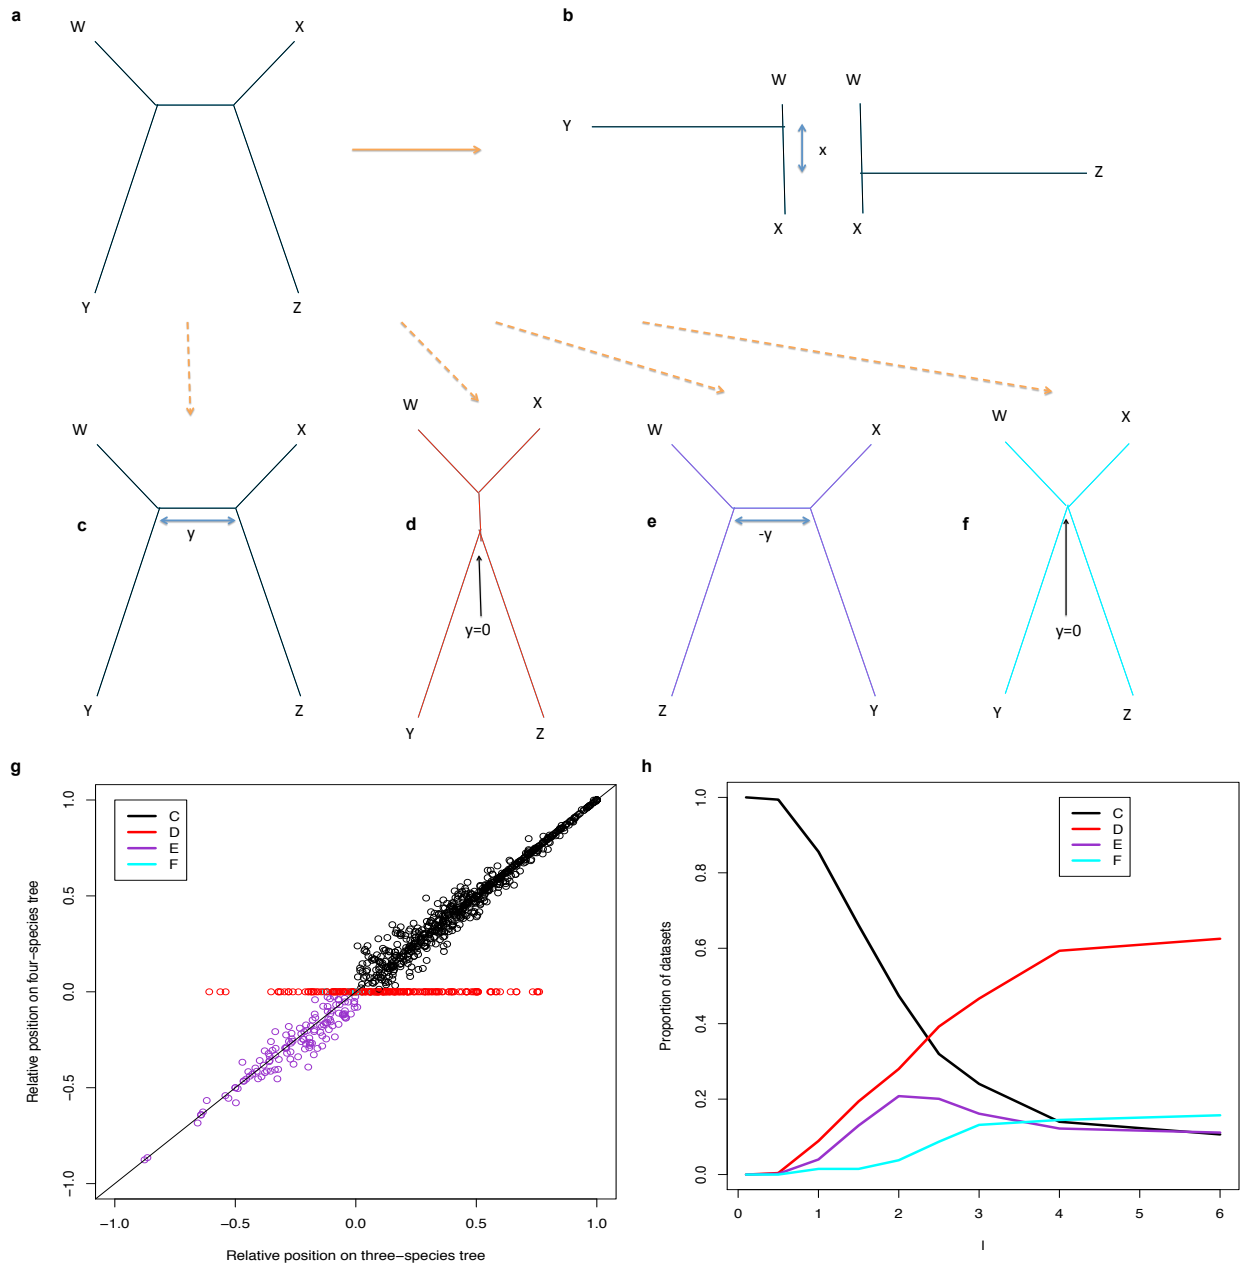 a
b
W
X
W
W
Y
x
Z
X
X
Y
Z
W
X
W
X
W
X
W
X
c
y
d
e
-y
f
y=0
y=0
Y
Z
Y
Z
Z
Y
Y
Z
g
h
C
D
E
F
1.0
0.5
0.0
−0.5
−1.0
Relative position on four−species tree
−1.0
−0.5
0.0
0.5
1.0
Relative position on three−species tree
C
D
E
F
1.0
0.8
0.6
0.4
0.2
0.0
Proportion of datasets
0
1
2
3
4
5
6
l